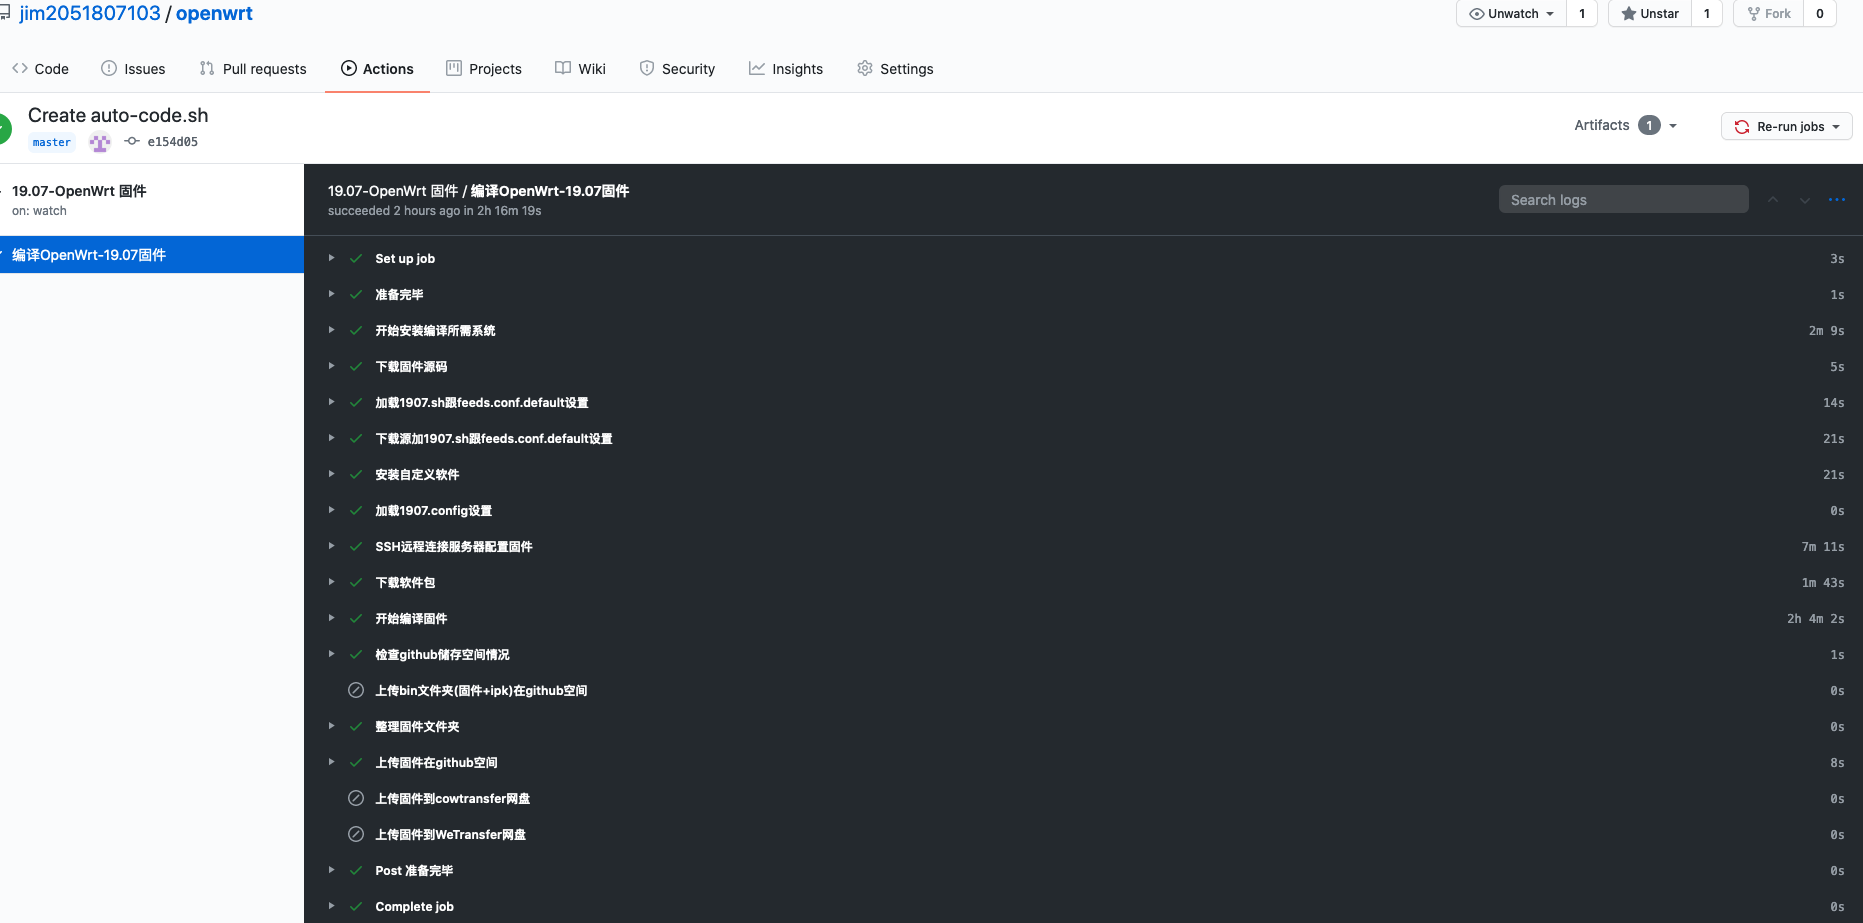 jim2051807103 / openwrt
Unwatch 1
Unstar 1
Fork 0
Code
Issues
Pull requests
Actions
Projects
Wiki
Security
Insights
Settings
Create auto-code.sh
master e154d05
Artifacts 1
Re-run jobs
19.07-OpenWrt 固件
on: watch
编译OpenWrt-19.07固件
19.07-OpenWrt 固件 / 编译OpenWrt-19.07固件
succeeded 2 hours ago in 2h 16m 19s
Search logs
Set up job 3s
准备完毕 1s
开始安装编译所需系统 2m 9s
下载固件源码 5s
加载1907.sh跟feeds.conf.default设置 14s
下载源加1907.sh跟feeds.conf.default设置 21s
安装自定义软件 21s
加载1907.config设置 0s
SSH远程连接服务器配置固件 7m 11s
下载软件包 1m 43s
开始编译固件 2h 4m 2s
检查github储存空间情况 1s
上传bin文件夹(固件+ipk)在github空间 0s
整理固件文件夹 0s
上传固件在github空间 8s
上传固件到cowtransfer网盘 0s
上传固件到WeTransfer网盘 0s
Post 准备完毕 0s
Complete job 0s